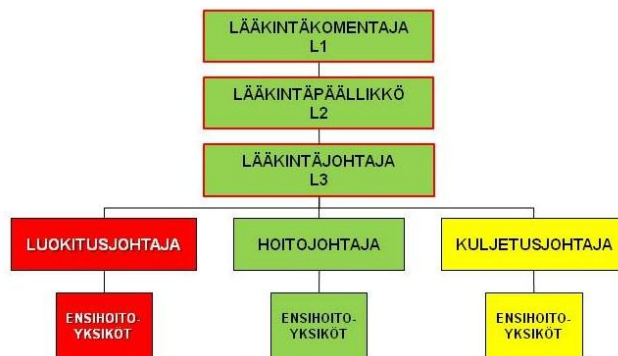 LÄÄKINTÄKOMENTAJA
L1
LÄÄKINTÄPÄÄLLIKKÖ
L2
LÄÄKINTÄJOHTAJA
L3
LUOKITUSJOHTAJA
HOITOJOHTAJA
KULJETUSJOHTAJA
ENSIHOITO-
YKSIKÖT
ENSIHOITO-
YKSIKÖT
ENSIHOITO-
YKSIKÖT